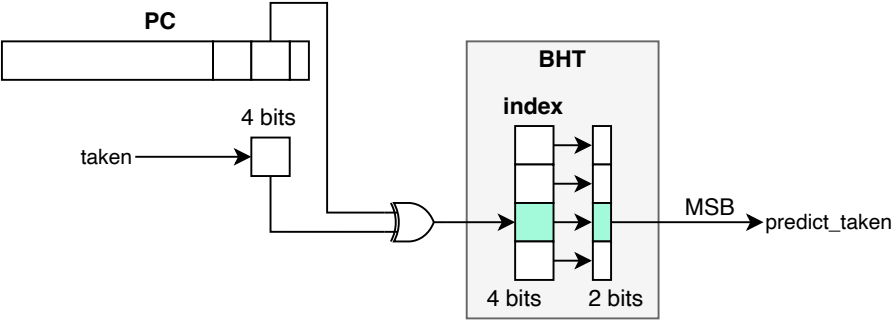 PC
BHT
index
4 bits
taken
MSB
predict_taken
4 bits
2 bits